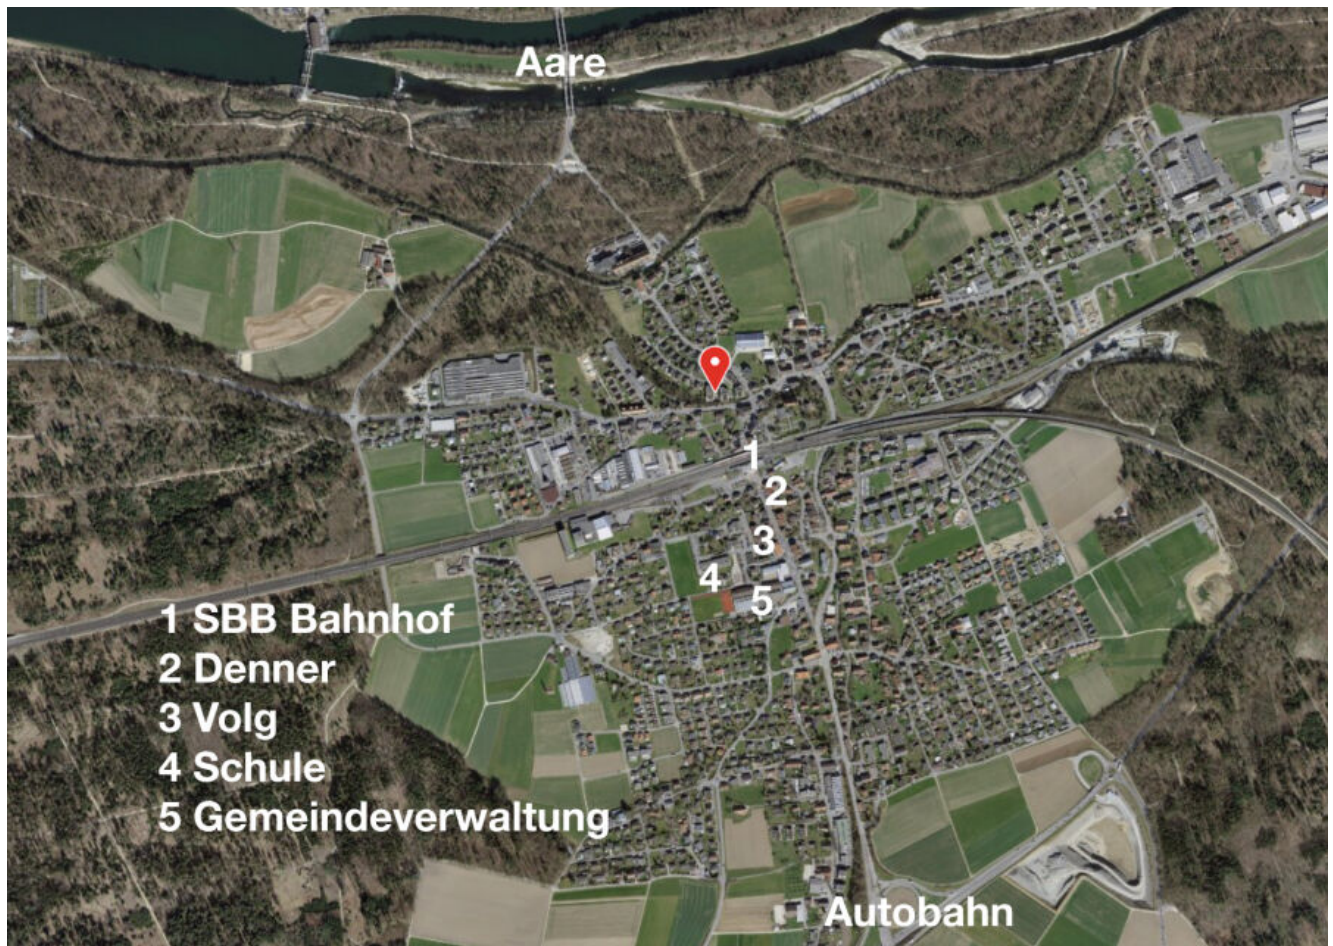 Aare
1
2
3
4
5
1 SBB Bahnhof
2 Denner
3 Volg
4 Schule
5 Gemeindeverwaltung
Autobahn